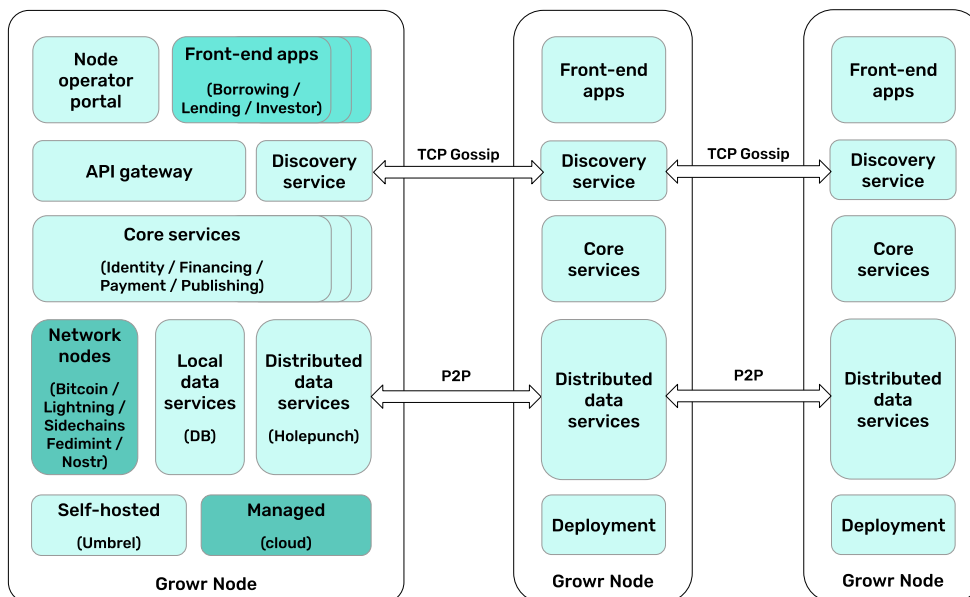 Node
operator
portal
Front-end apps
(Borrowing /
Lending / Investor)
API gateway
Discovery
service
Core services
(Identity / Financing /
Payment / Publishing)
Network
nodes
(Bitcoin /
Lightning /
Sidechains
Fedimint /
Nostr)
Local
data
services
(DB)
Distributed
data
services
(Holepunch)
Self-hosted
(Umbrel)
Managed
(cloud)
Growr Node
TCP Gossip
P2P
Front-end
apps
Discovery
service
Core
services
Distributed
data
services
Deployment
Growr Node
TCP Gossip
P2P
Front-end
apps
Discovery
service
Core
services
Distributed
data
services
Deployment
Growr Node